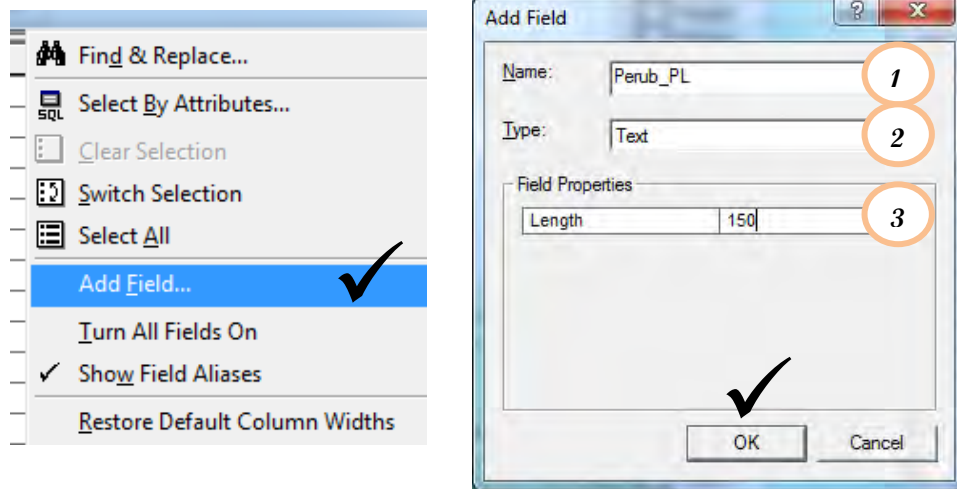 Find & Replace...
SQL
Select By Attributes...
Clear Selection
Switch Selection
Select All
Add Field...
Turn All Fields On
Show Field Aliases
Restore Default Column Widths
Add Field
Name: Perub_PL 1
Type: Text 2
Field Properties
Length 150 3
OK Cancel